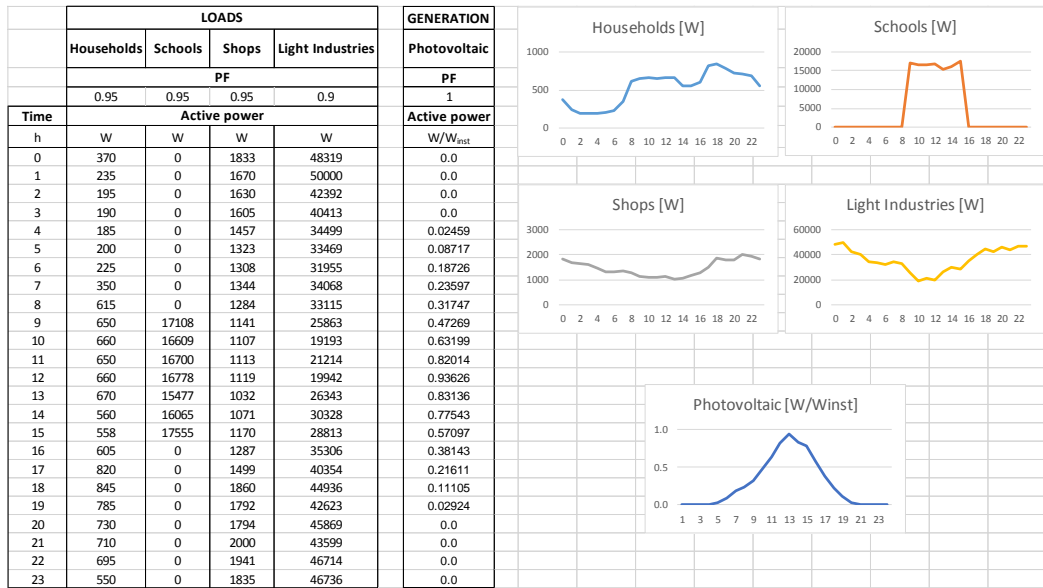 LOADS GENERATION
Households Schools Shops Light Industries Photovoltaic
PF PF
0.95 0.95 0.95 0.9 1
Time Active power Active power
h W W W W W/Winst
0 370 0 1833 48319 0.0
1 235 0 1670 50000 0.0
2 195 0 1630 42392 0.0
3 190 0 1605 40413 0.0
4 185 0 1457 34499 0.02459
5 200 0 1323 33469 0.08717
6 225 0 1308 31955 0.18726
7 350 0 1344 34068 0.23597
8 615 0 1284 33115 0.31747
9 650 17108 1141 25863 0.47269
10 660 16609 1107 19193 0.63199
11 650 16700 1113 21214 0.82014
12 660 16778 1119 19942 0.93626
13 670 15477 1032 26343 0.83136
14 560 16065 1071 30328 0.77543
15 558 17555 1170 28813 0.57097
16 605 0 1287 35306 0.38143
17 820 0 1499 40354 0.21611
18 845 0 1860 44936 0.11105
19 785 0 1792 42623 0.02924
20 730 0 1794 45869 0.0
21 710 0 2000 43599 0.0
22 695 0 1941 46714 0.0
23 550 0 1835 46736 0.0
Households [W]
1000
500
0
0 2 4 6 8 10 12 14 16 18 20 22
Schools [W]
20000
15000
10000
5000
0
0 2 4 6 8 10 12 14 16 18 20 22
Shops [W]
3000
2000
1000
0
0 2 4 6 8 10 12 14 16 18 20 22
Light Industries [W]
60000
40000
20000
0
0 2 4 6 8 10 12 14 16 18 20 22
Photovoltaic [W/Winst]
1.0
0.5
0.0
1 3 5 7 9 11 13 15 17 19 21 23